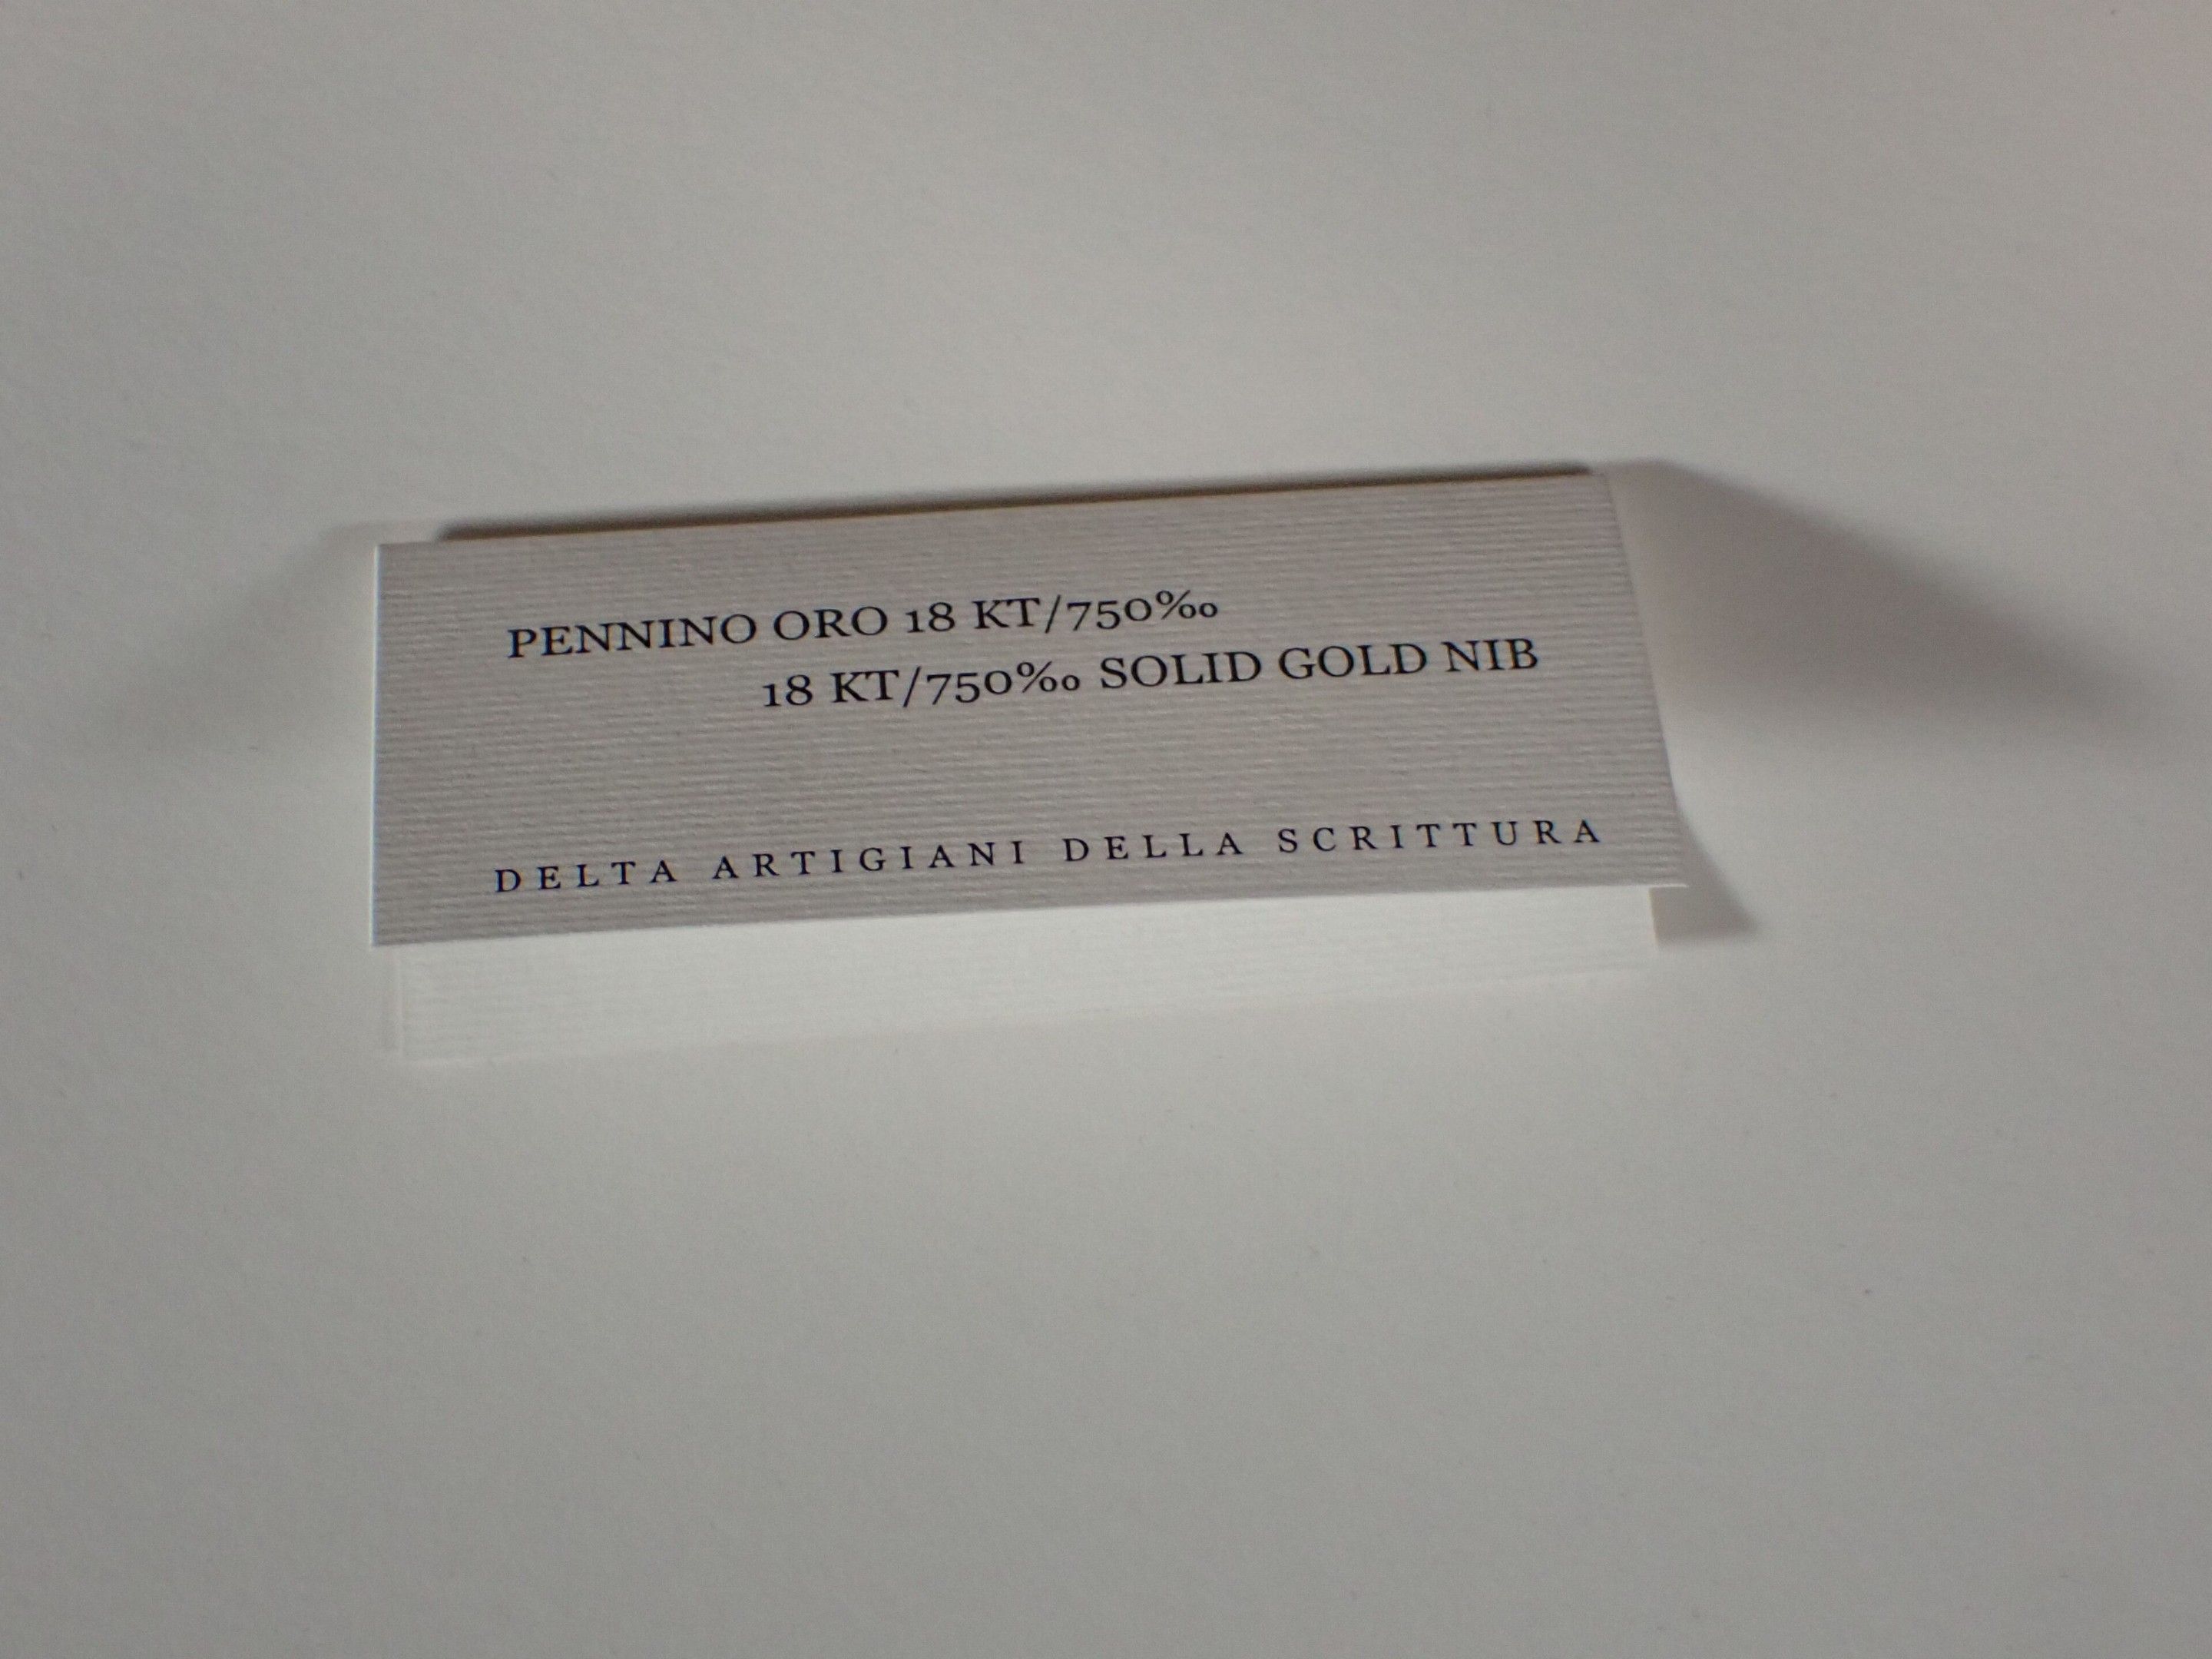 PENNINO ORO 18 KT/750‰
18 KT/750‰ SOLID GOLD NIB
DELTA ARTIGIANI DELLA SCRITTURA